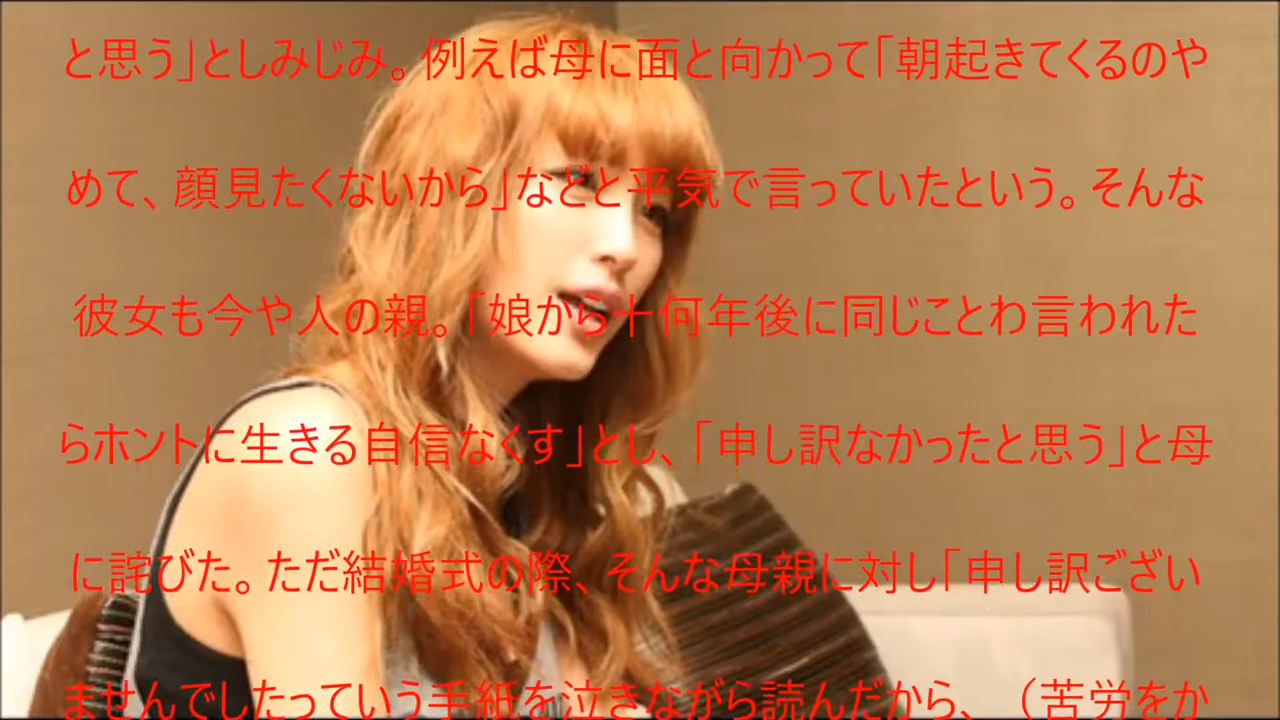 と思う」としみじみ。例えば母に面と向かって「朝起きてくるのや
めて、顔見たくないから」などと平気で言っていたという。そんな
彼女も今や人の親。「娘から十何年後に同じことわ言われた
らホントに生きる自信なくす」とし、「申し訳なかったと思う」と母
に詫びた。ただ結婚式の際、そんな母親に対し「申し訳ござい
ませんでしたっていう手紙を泣きながら読んだから、（苦労をか